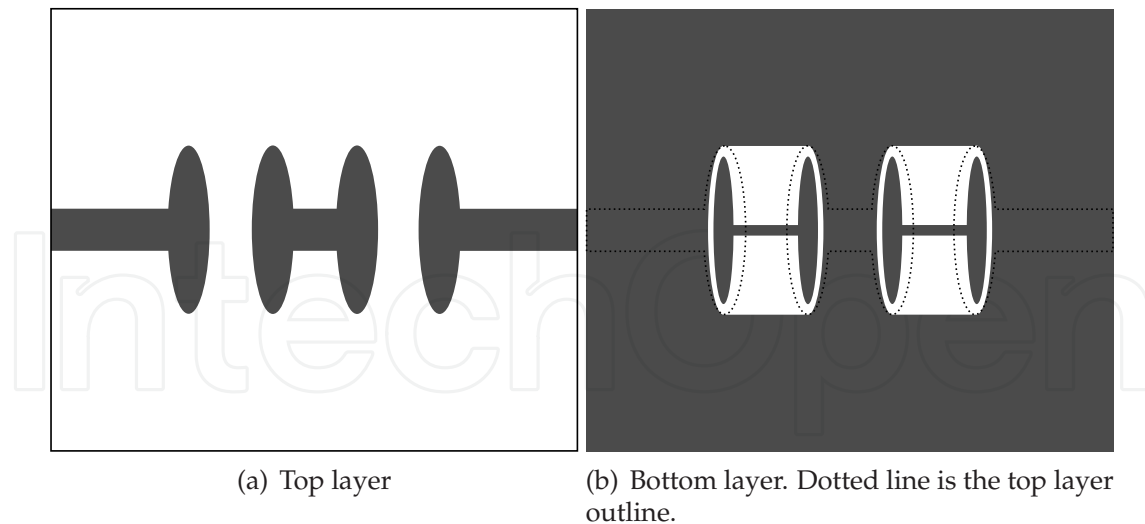 IntechOpen
(a) Top layer
(b) Bottom layer. Dotted line is the top layer
outline.